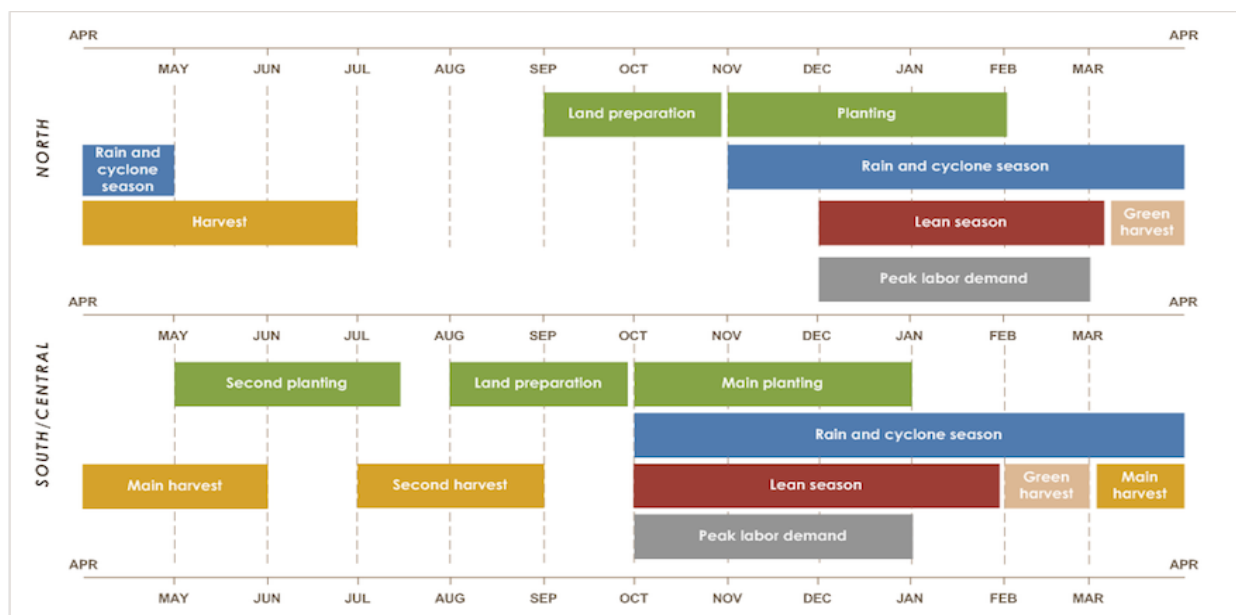 APR APR
MAY JUN JUL AUG SEP OCT NOV DEC JAN FEB MAR
NORTH
Land preparation Planting
Rain and
cyclone
season
Rain and cyclone season
Harvest Lean season
Green
harvest
Peak labor demand
APR APR
MAY JUN JUL AUG SEP OCT NOV DEC JAN FEB MAR
SOUTH/CENTRAL
Second planting Land preparation Main planting
Rain and cyclone season
Main harvest Second harvest Lean season
Green
harvest
Main
harvest
Peak labor demand
APR APR
MAY JUN JUL AUG SEP OCT NOV DEC JAN FEB MAR